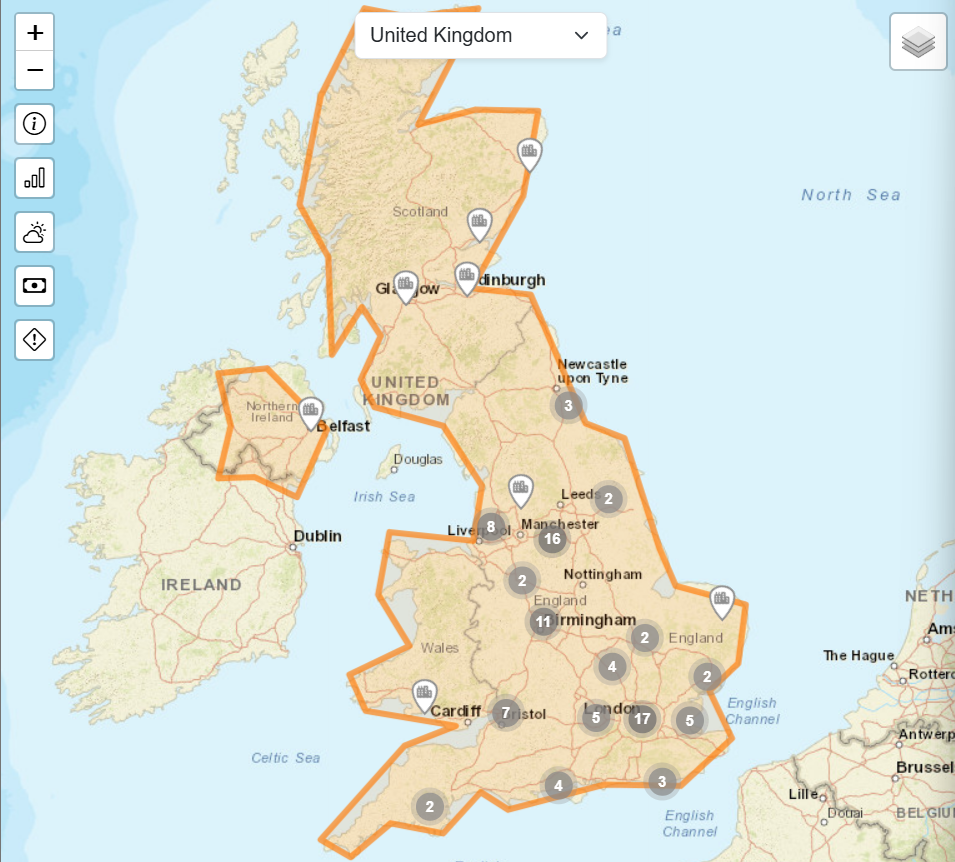 United Kingdom
ea
North Sea
Scotland
Edinburgh
Glasgow
Newcastle
upon Tyne
UNITED
KINGDOM
3
Northern
Ireland
Belfast
Douglas
Irish Sea
Leeds
2
8
Liverpool
Manchester
16
Dublin
Nottingham
2
IRELAND
England
NETH
11
Birmingham
Ams
2
England
Wales
The Hague
4
Rotterd
2
English
Channel
Cardiff
7
Bristol
London
5
17
5
Antwerp
Celtic Sea
Brussel
3
4
Lille
2
Douai
BELGIU
English
Channel